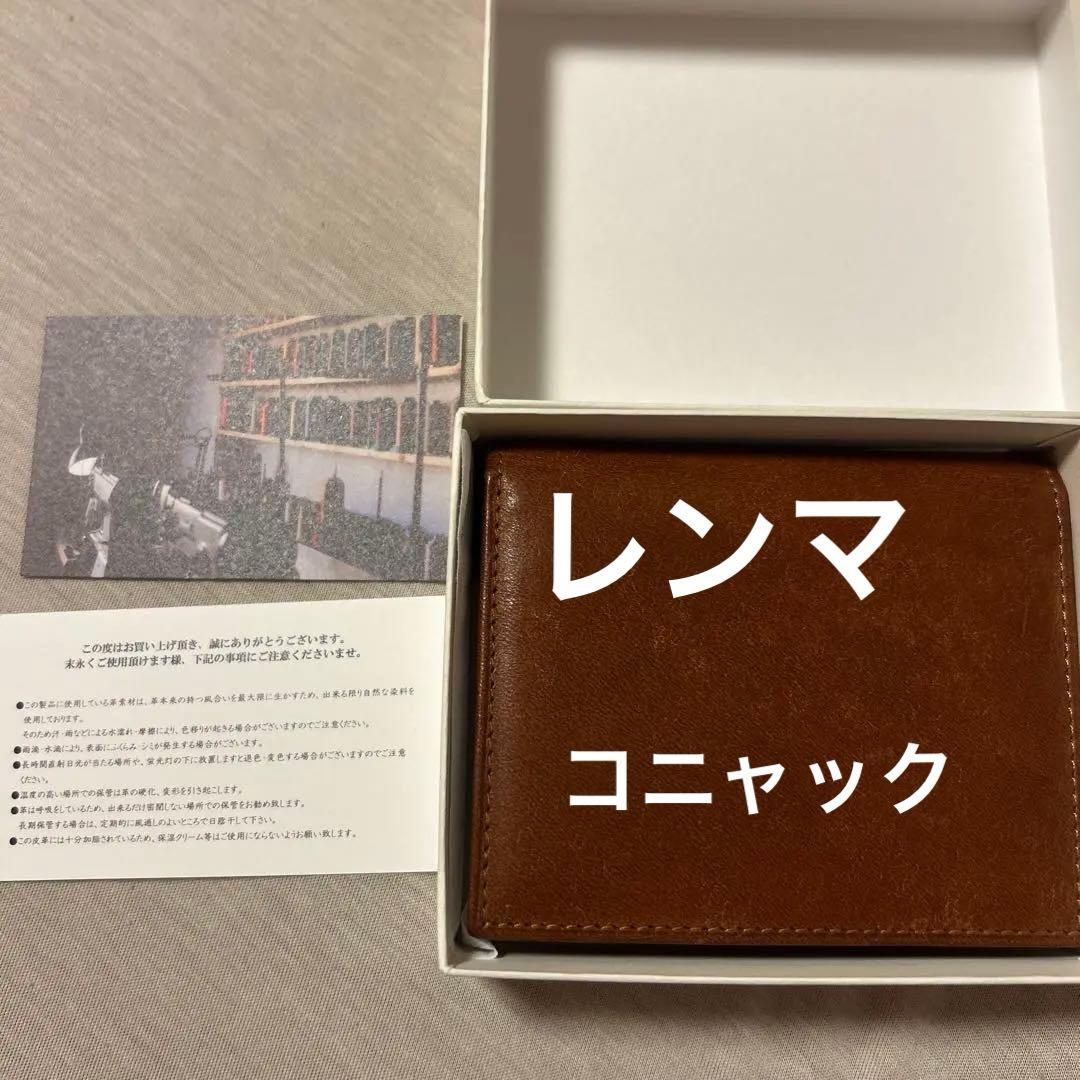 レンマ
コニャック
この度はお買い上げ頂き、誠にありがとうございます。
末永くご使用頂けます様、下記の事項にご注意くださいませ。
●この製品に使用している革素材は、革本来の持つ風合いを最大限に生かすため、出来る限り自然な染料を
使用しております。
そのため汗・雨などによる水濡れ・摩擦により、色移りが起きる場合がございますのでご注意ください。
●雨滴・水滴により、表面にふくらみ・シミが発生する場合がございます。
●長時間直射日光が当たる場所や、蛍光灯の下に放置しますと退色・変色する場合がございますのでご注意
ください。
●温度の高い場所での保管は革の硬化、変形を引き起こします。
●革は呼吸をしているため、出来るだけ密閉しない場所での保管をお勧め致します。
長期保管する場合は、定期的に風通しのよいところで日陰干して下さい。
●この皮革には十分加脂されているため、保湿クリーム等はご使用にならないようお願い致します。